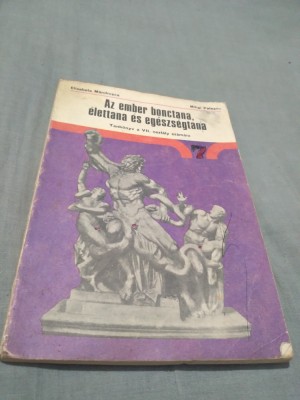 Az ember bonctana,
élettana és egészségtana
Tankönyv a VII. osztály számára
7